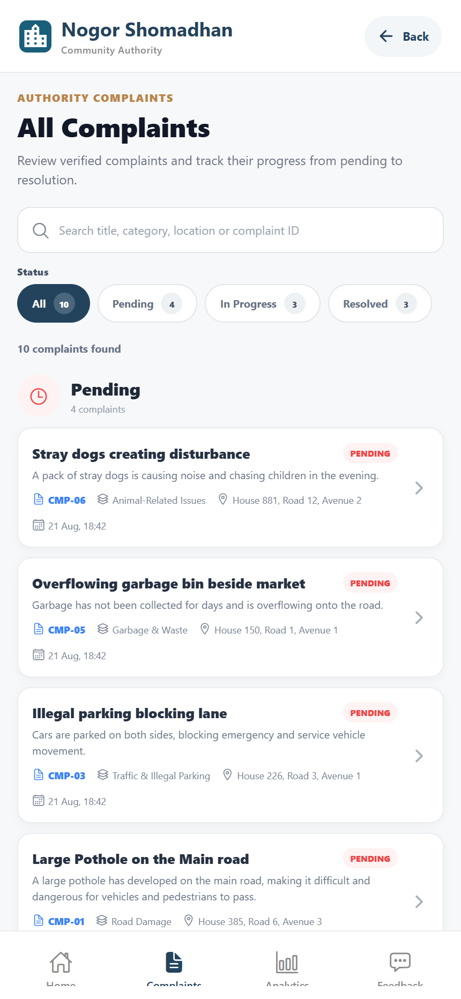 Nogor Shomadhan
Community Authority
Back
AUTHORITY COMPLAINTS
All Complaints
Review verified complaints and track their progress from pending to
resolution.
Search title, category, location or complaint ID
Status
All 10
Pending 4
In Progress 3
Resolved 3
10 complaints found
Pending
4 complaints
Stray dogs creating disturbance
PENDING
A pack of stray dogs is causing noise and chasing children in the evening.
CMP-06 Animal-Related Issues House 881, Road 12, Avenue 2
21 Aug, 18:42
Overflowing garbage bin beside market
PENDING
Garbage has not been collected for days and is overflowing onto the road.
CMP-05 Garbage & Waste House 150, Road 1, Avenue 1
21 Aug, 18:42
Illegal parking blocking lane
PENDING
Cars are parked on both sides, blocking emergency and service vehicle
movement.
CMP-03 Traffic & Illegal Parking House 226, Road 3, Avenue 1
21 Aug, 18:42
Large Pothole on the Main road
PENDING
A large pothole has developed on the main road, making it difficult and
dangerous for vehicles and pedestrians to pass.
CMP-01 Road Damage House 385, Road 6, Avenue 3
Home
Complaints
Analytics
Feedback